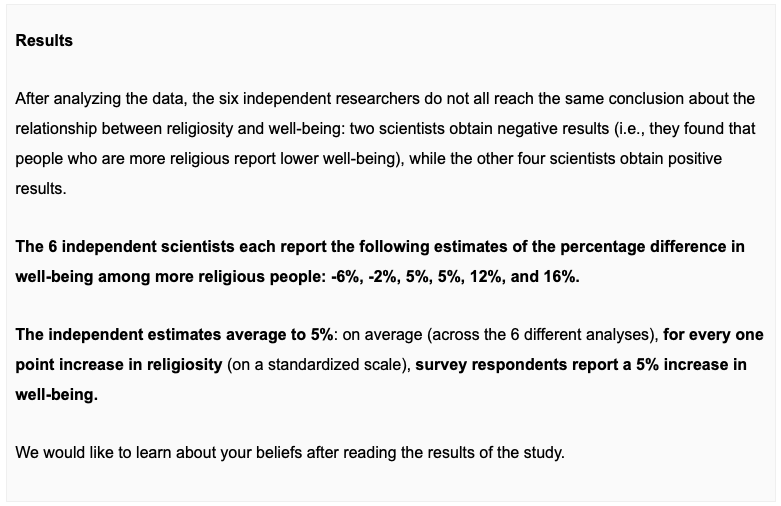 Results
After analyzing the data, the six independent researchers do not all reach the same conclusion about the
relationship between religiosity and well-being: two scientists obtain negative results (i.e., they found that
people who are more religious report lower well-being), while the other four scientists obtain positive
results.
The 6 independent scientists each report the following estimates of the percentage difference in
well-being among more religious people: -6%, -2%, 5%, 5%, 12%, and 16%.
The independent estimates average to 5%: on average (across the 6 different analyses), for every one
point increase in religiosity (on a standardized scale), survey respondents report a 5% increase in
well-being.
We would like to learn about your beliefs after reading the results of the study.